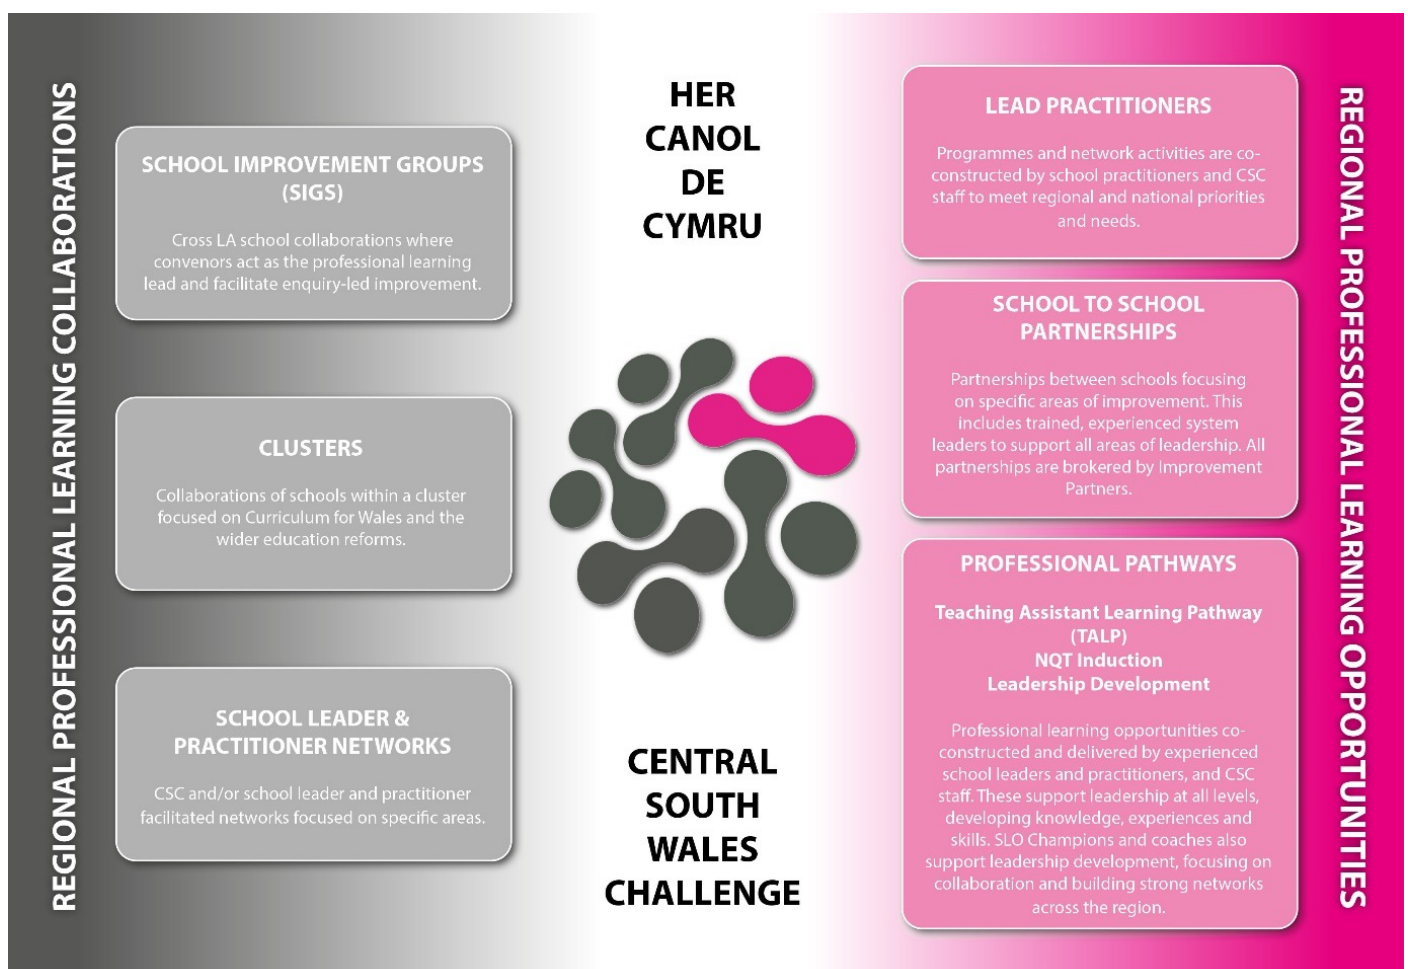 REGIONAL PROFESSIONAL LEARNING COLLABORATIONS
SCHOOL IMPROVEMENT GROUPS
(SIGS)
Cross LA school collaborations where
convenors act as the professional learning
lead and facilitate enquiry-led improvement.
CLUSTERS
Collaborations of schools within a cluster
focused on Curriculum for Wales and the
wider education reforms.
SCHOOL LEADER &
PRACTITIONER NETWORKS
CSC and/or school leader and practitioner
facilitated networks focused on specific areas.
HER
CANOL
DE
CYMRU
CENTRAL
SOUTH
WALES
CHALLENGE
LEAD PRACTITIONERS
Programmes and network activities are co-
constructed by school practitioners and CSC
staff to meet regional and national priorities
and needs.
SCHOOL TO SCHOOL
PARTNERSHIPS
Partnerships between schools focusing
on specific areas of improvement. This
includes trained, experienced system
leaders to support all areas of leadership. All
partnerships are brokered by Improvement
Partners.
PROFESSIONAL PATHWAYS
Teaching Assistant Learning Pathway
(TALP)
NQT Induction
Leadership Development
Professional learning opportunities co-
constructed and delivered by experienced
school leaders and practitioners, and CSC
staff. These support leadership at all levels,
developing knowledge, experiences and
skills. SLO Champions and coaches also
support leadership development, focusing on
collaboration and building strong networks
across the region.
REGIONAL PROFESSIONAL LEARNING OPPORTUNITIES